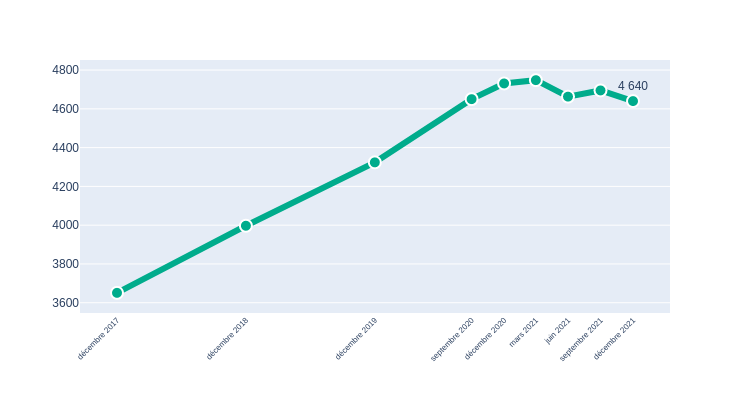 4800
4600
4400
4200
4000
3800
3600
4 640
décembre 2017
décembre 2018
décembre 2019
septembre 2020
décembre 2020
mars 2021
juin 2021
septembre 2021
décembre 2021